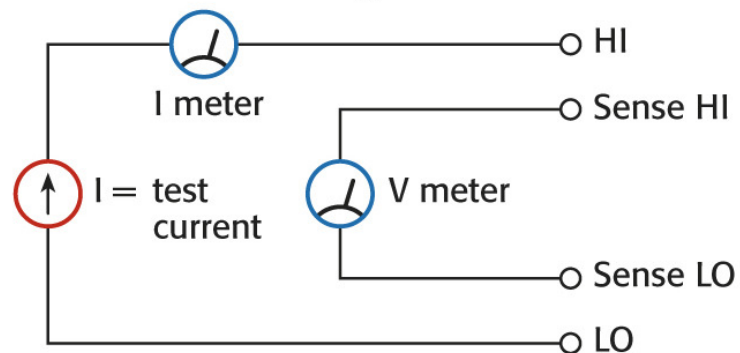 HI
I meter
Sense HI
I = test
current
V meter
Sense LO
LO